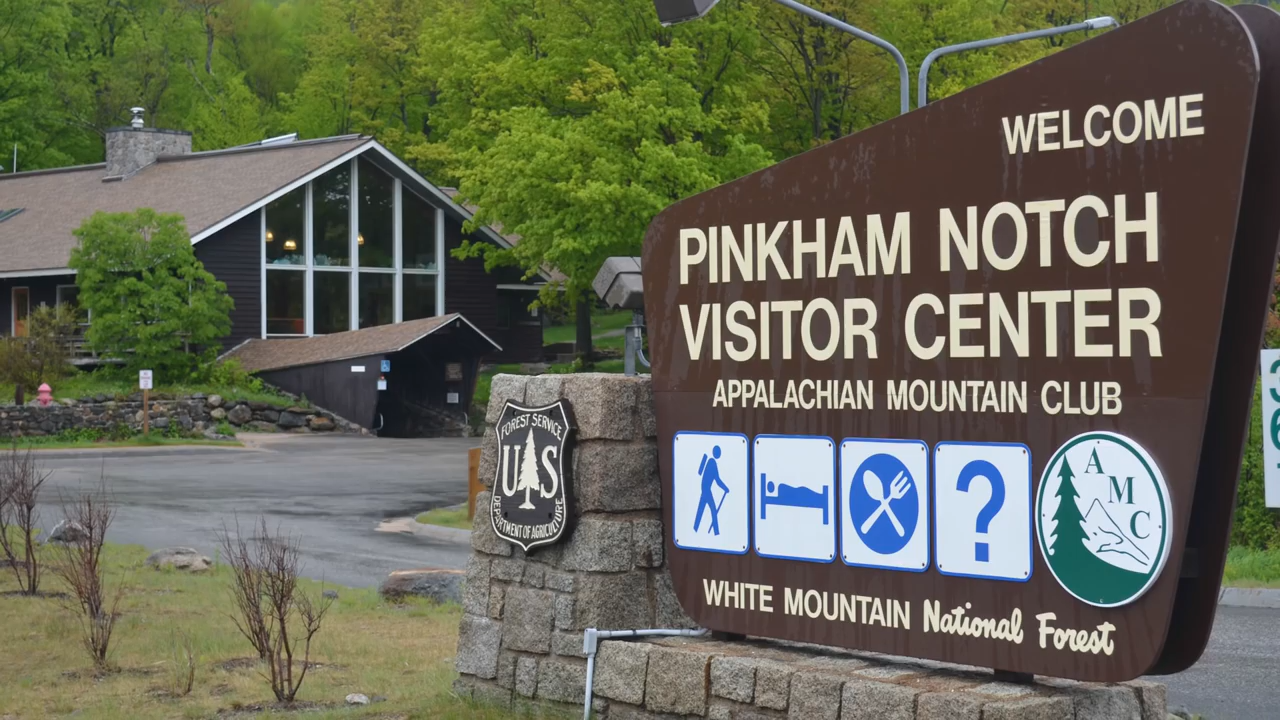 WELCOME
PINKHAM NOTCH
VISITOR CENTER
APPALACHIAN MOUNTAIN CLUB
?
AMC
WHITE MOUNTAIN National Forest
FOREST SERVICE
US
DEPARTMENT OF AGRICULTURE